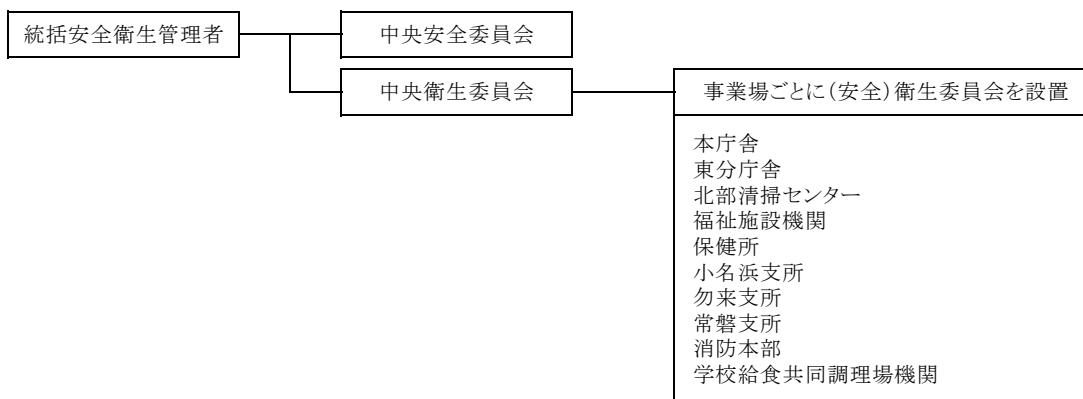 統括安全衛生管理者
中央安全委員会
中央衛生委員会
事業場ごとに(安全)衛生委員会を設置
本庁舎
東分庁舎
北部清掃センター
福祉施設機関
保健所
小名浜支所
勿来支所
常磐支所
消防本部
学校給食共同調理場機関